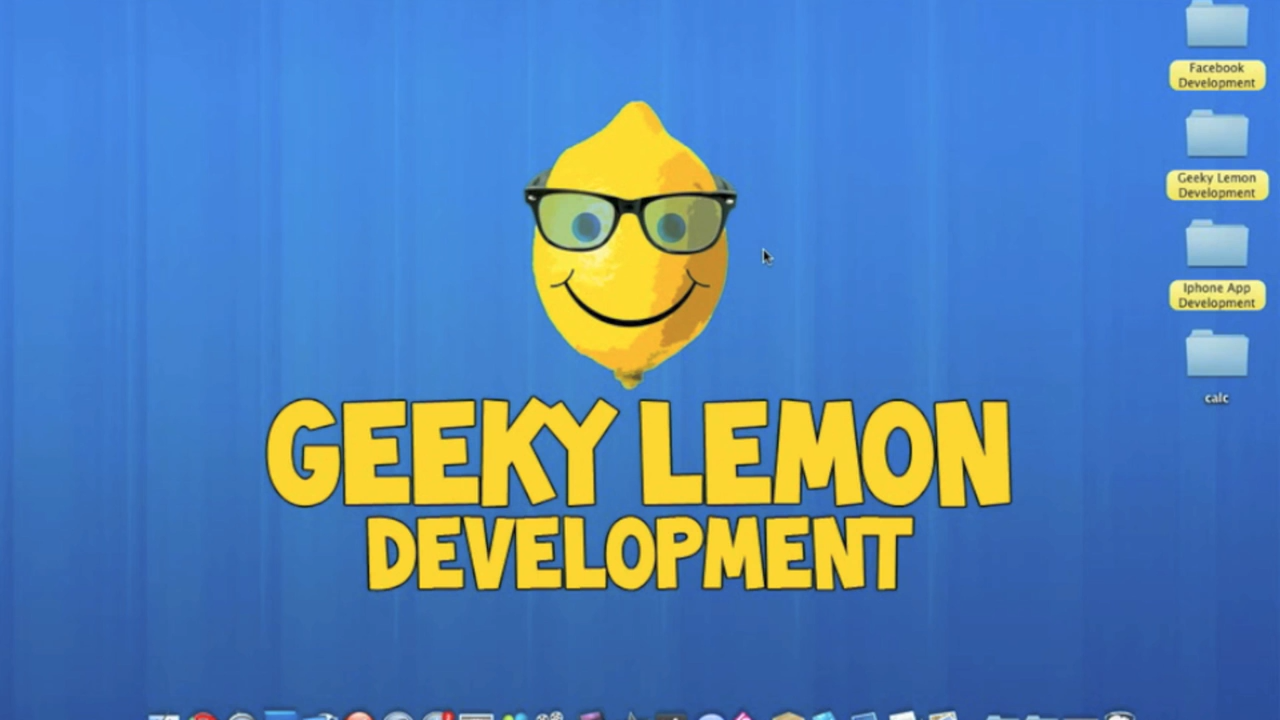 Facebook
Development
Geeky Lemon
Development
Iphone App
Development
calc
GEEKY LEMON
DEVELOPMENT